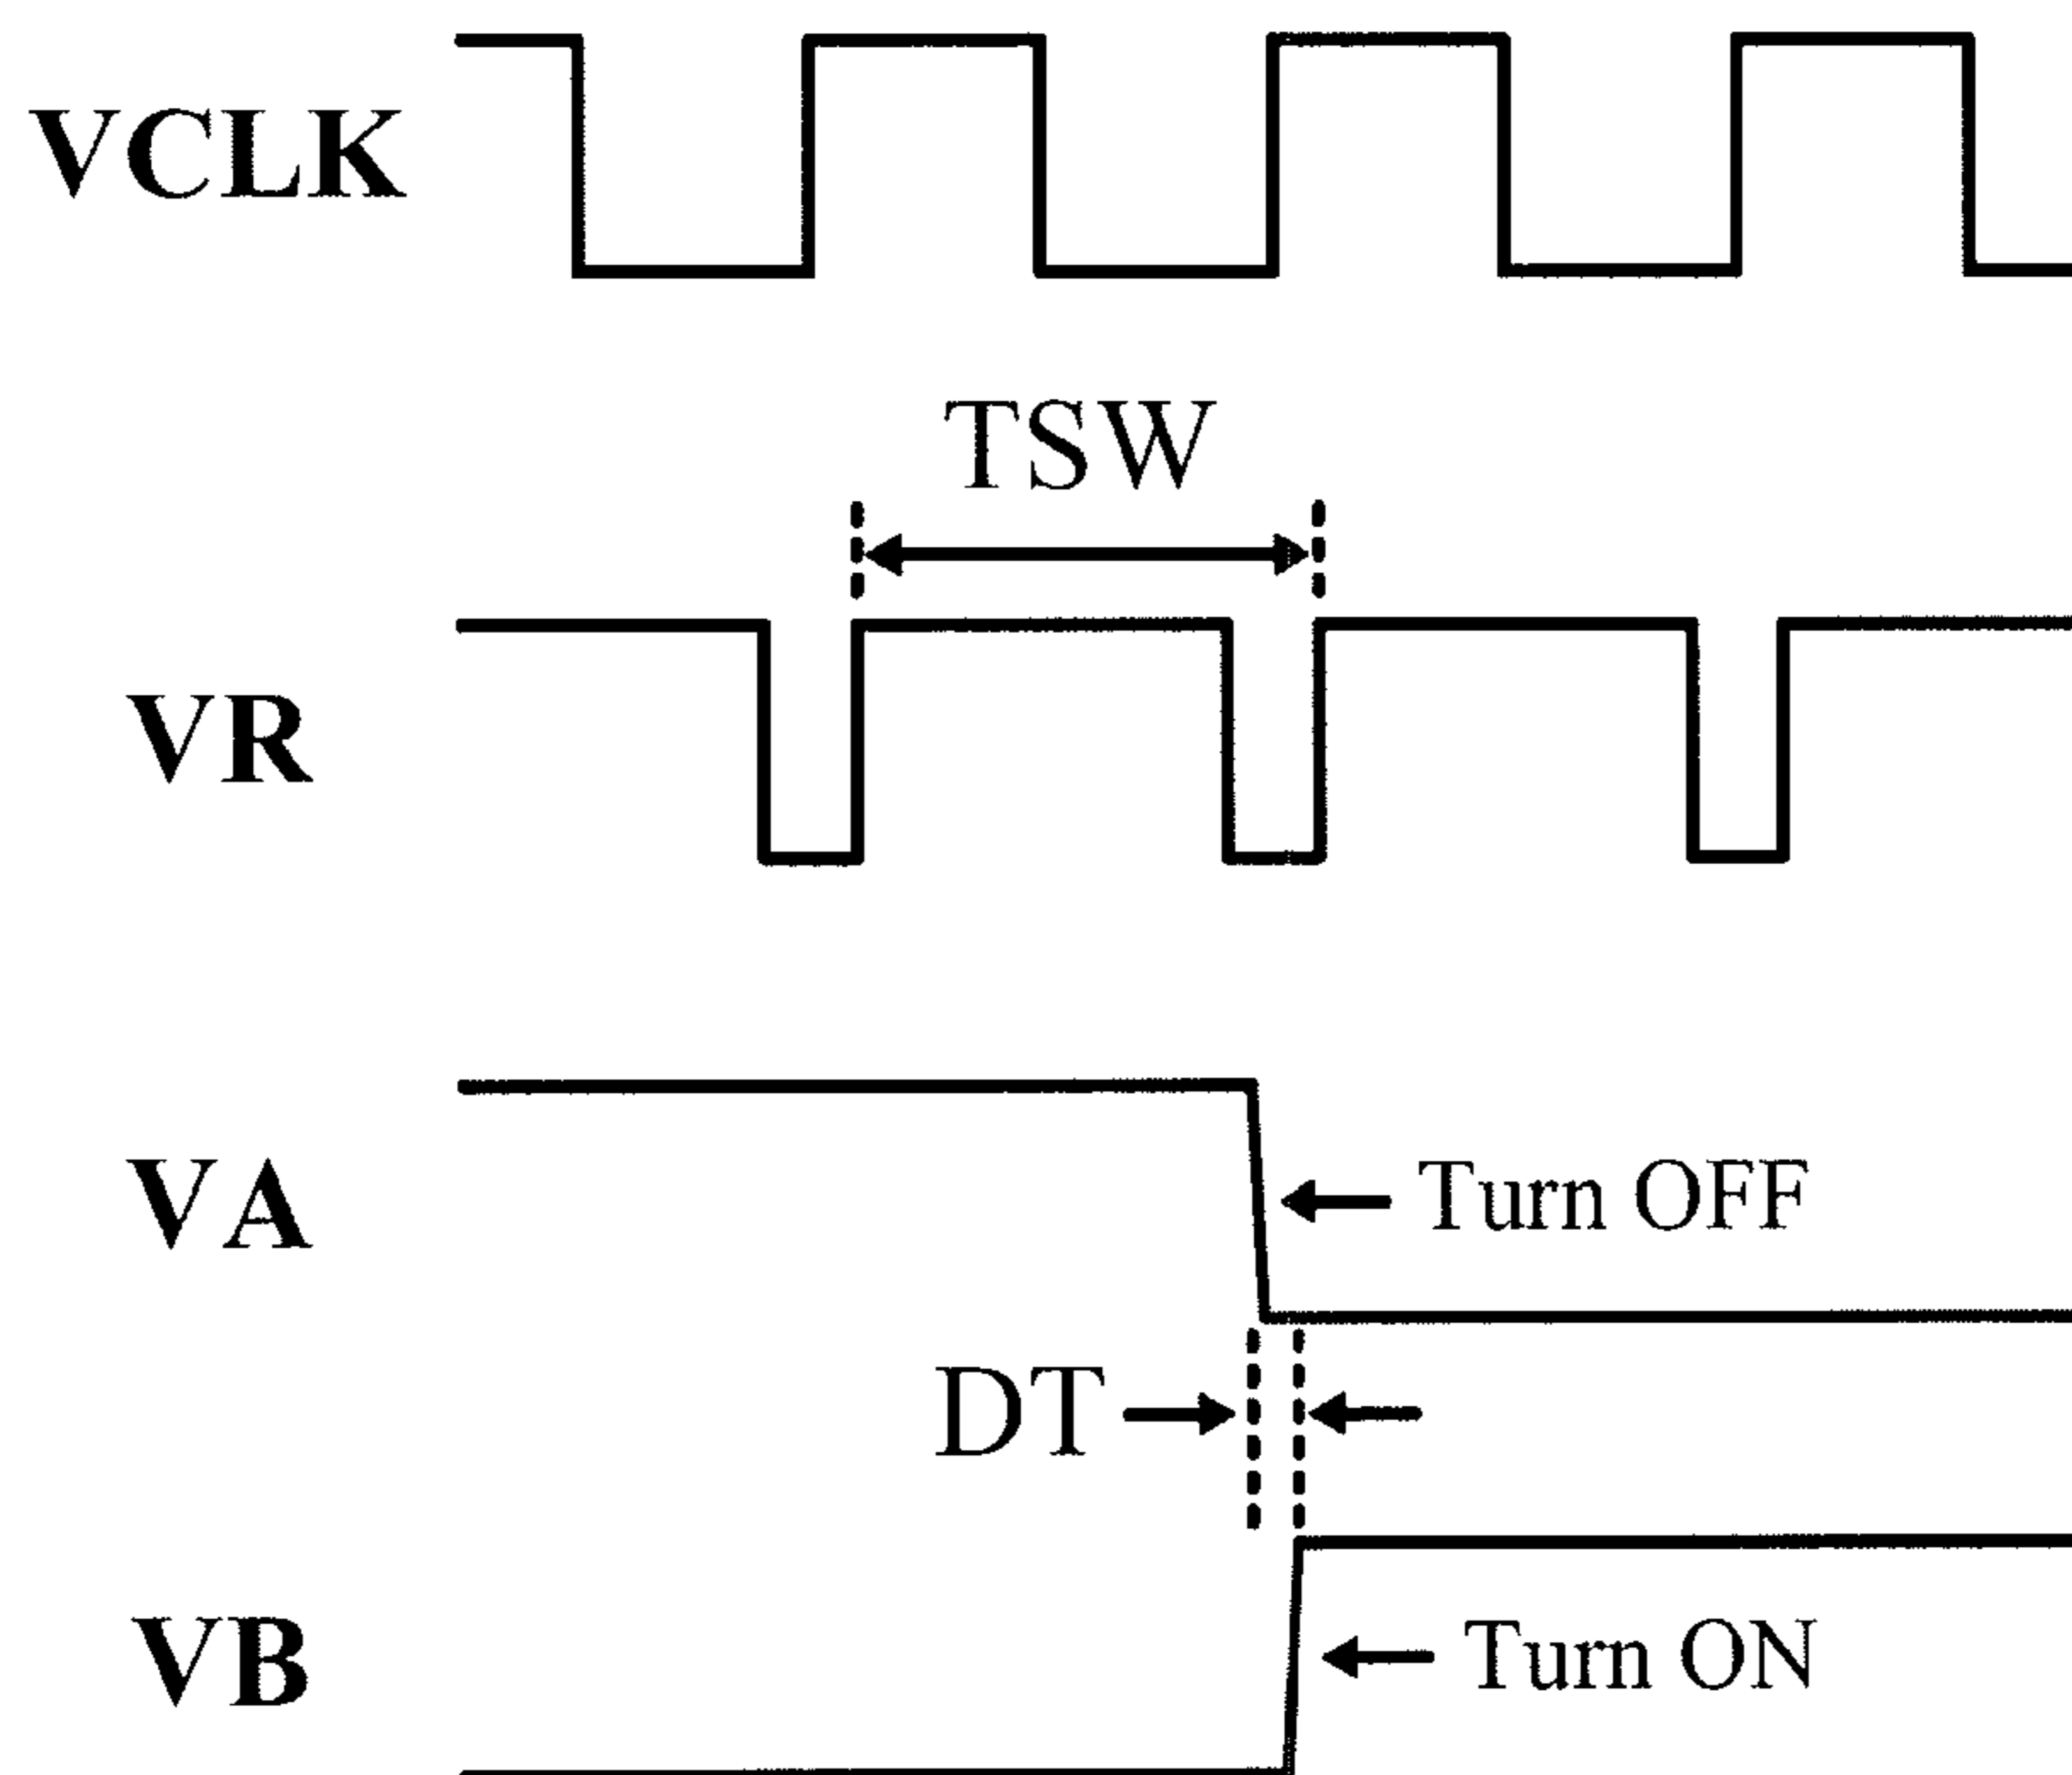 VCLK
TSW
VR
VA
Turn OFF
DT
VB
Turn ON